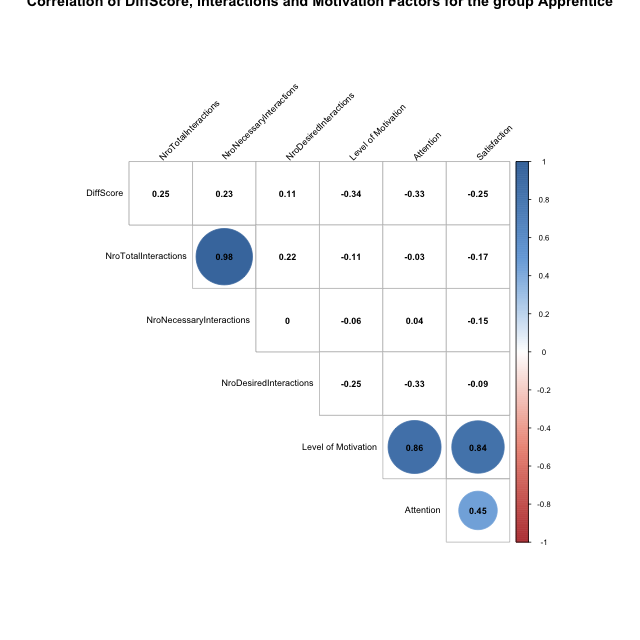 Correlation of DiffScore, Interactions and Motivation Factors for the group Apprentice
NroTotalInteractions
NroNecessaryInteractions
NroDesiredInteractions
Level of Motivation
Attention
Satisfaction
DiffScore 0.25 0.23 0.11 -0.34 -0.33 -0.25
NroTotalInteractions 0.98 0.22 -0.11 -0.03 -0.17
NroNecessaryInteractions 0 -0.06 0.04 -0.15
NroDesiredInteractions -0.25 -0.33 -0.09
Level of Motivation 0.86 0.84
Attention 0.45
1
0.8
0.6
0.4
0.2
0
-0.2
-0.4
-0.6
-0.8
-1